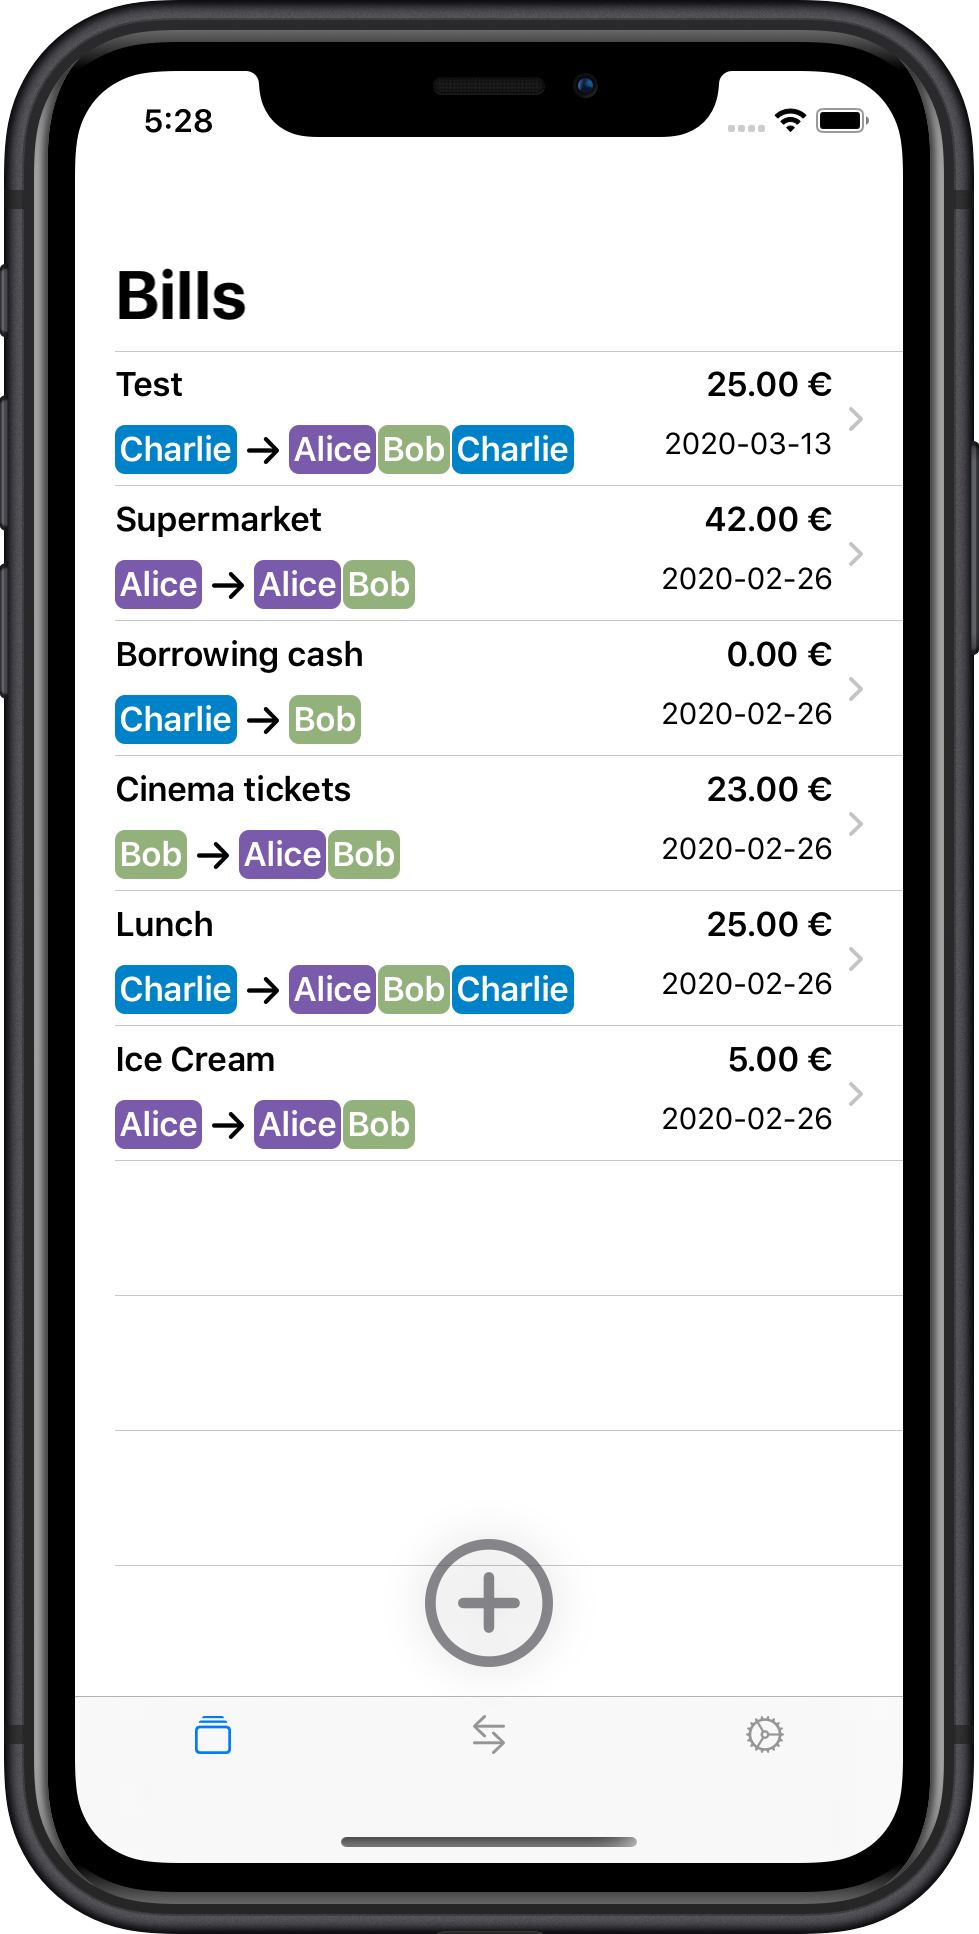 5:28
Bills
Test 25.00 €
Charlie → Alice Bob Charlie 2020-03-13
Supermarket 42.00 €
Alice → Alice Bob 2020-02-26
Borrowing cash 0.00 €
Charlie → Bob 2020-02-26
Cinema tickets 23.00 €
Bob → Alice Bob 2020-02-26
Lunch 25.00 €
Charlie → Alice Bob Charlie 2020-02-26
Ice Cream 5.00 €
Alice → Alice Bob 2020-02-26